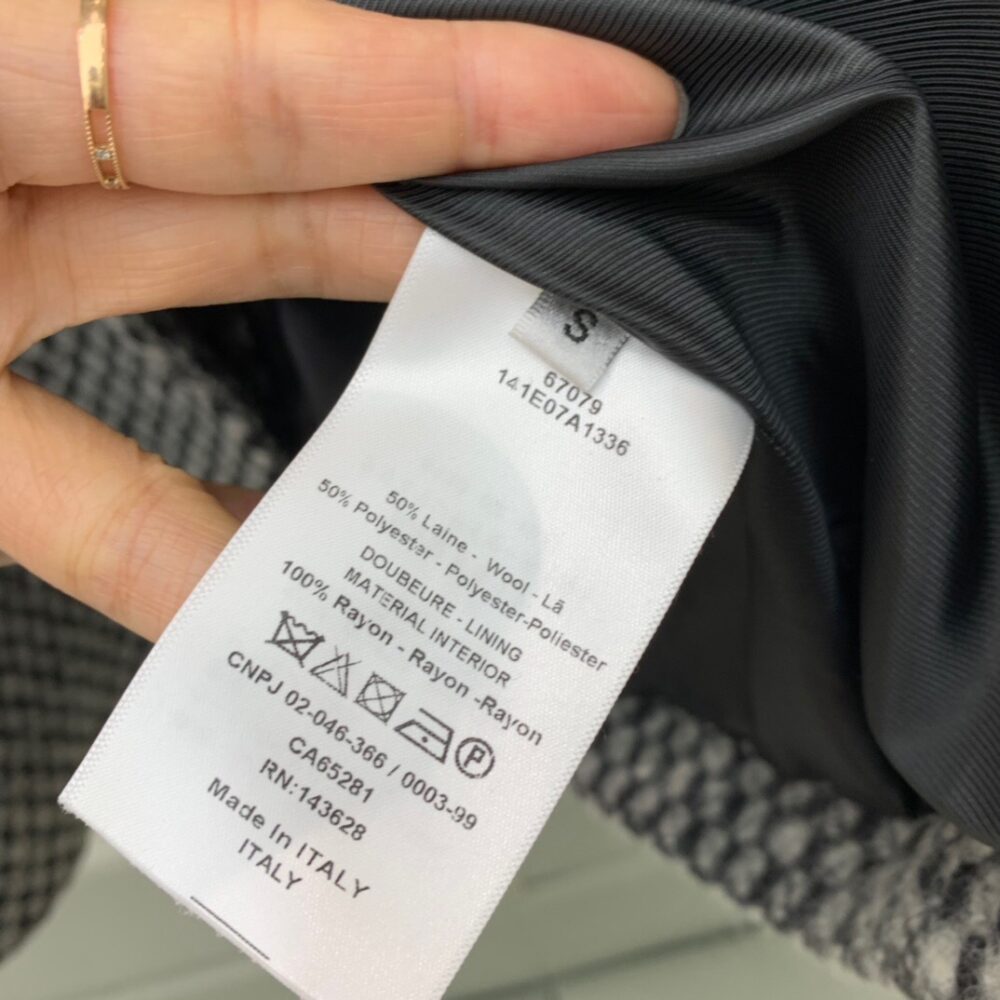 S
67079
141E07A1336
50% Laine - Wool - Lã
50% Polyester - Polyester-Poliester
DOUBEURE - LINING
MATERIAL INTERIOR
100% Rayon - Rayon -Rayon
P
CNPJ 02-046-366 / 0003-99
CA65281
RN:143628
Made In ITALY
ITALY